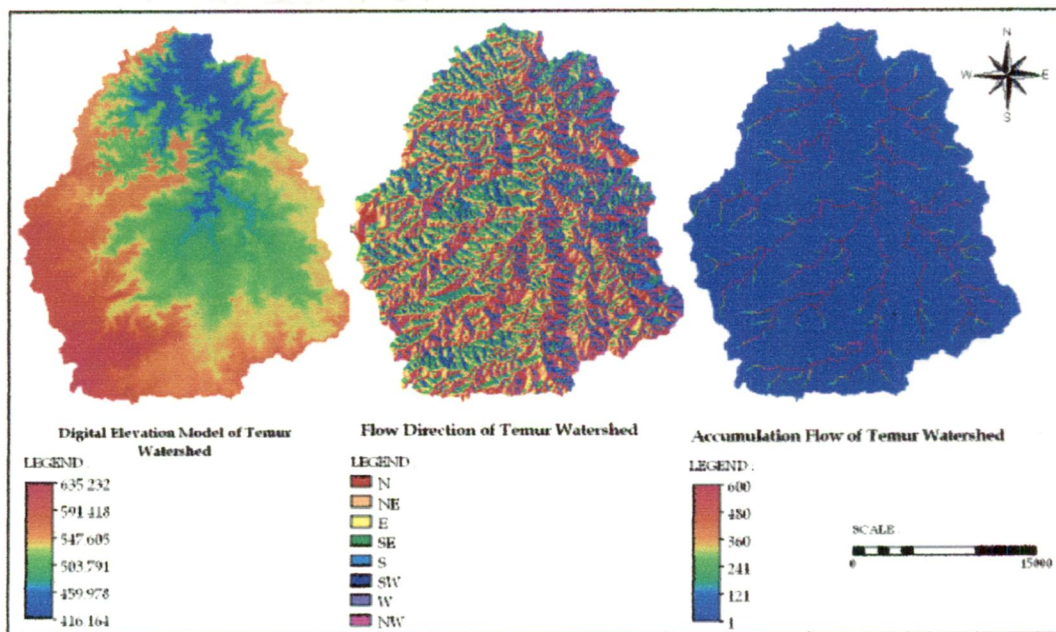 N
W E
S
Digital Elevation Model of Temur
Watershed
LEGEND :
635.232
591.418
547.605
503.791
459.978
416.164
Flow Direction of Temur Watershed
LEGEND :
N
NE
E
SE
S
SW
W
NW
Accumulation Flow of Temur Watershed
LEGEND :
600
480
360
241
121
1
SCALE :
0 15000